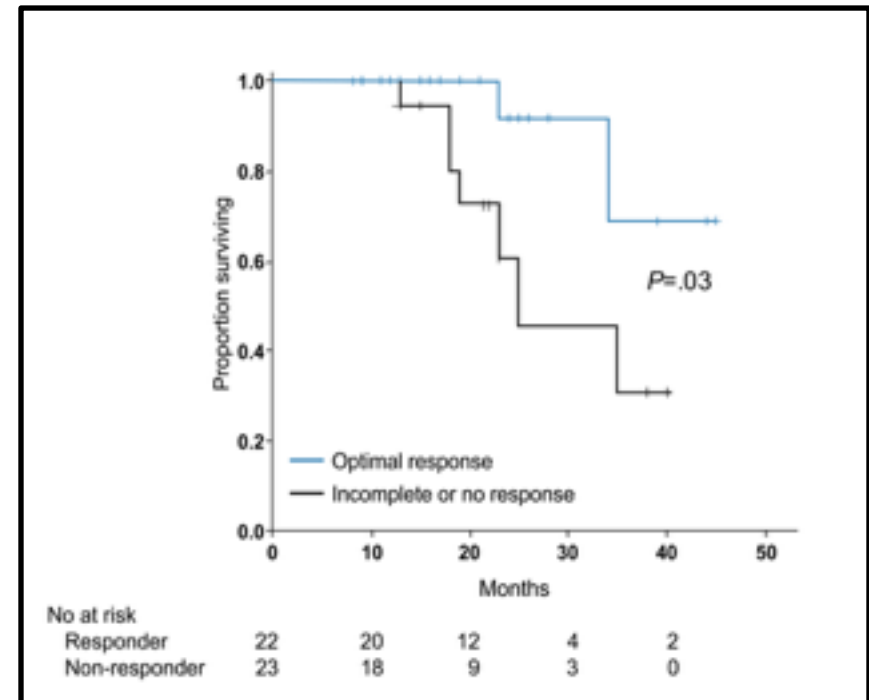 1.0
0.8
0.6
0.4
0.2
0.0
Proportion surviving
P=.03
Optimal response
Incomplete or no response
0 10 20 30 40 50
Months
No at risk
Responder 22 20 12 4 2
Non-responder 23 18 9 3 0